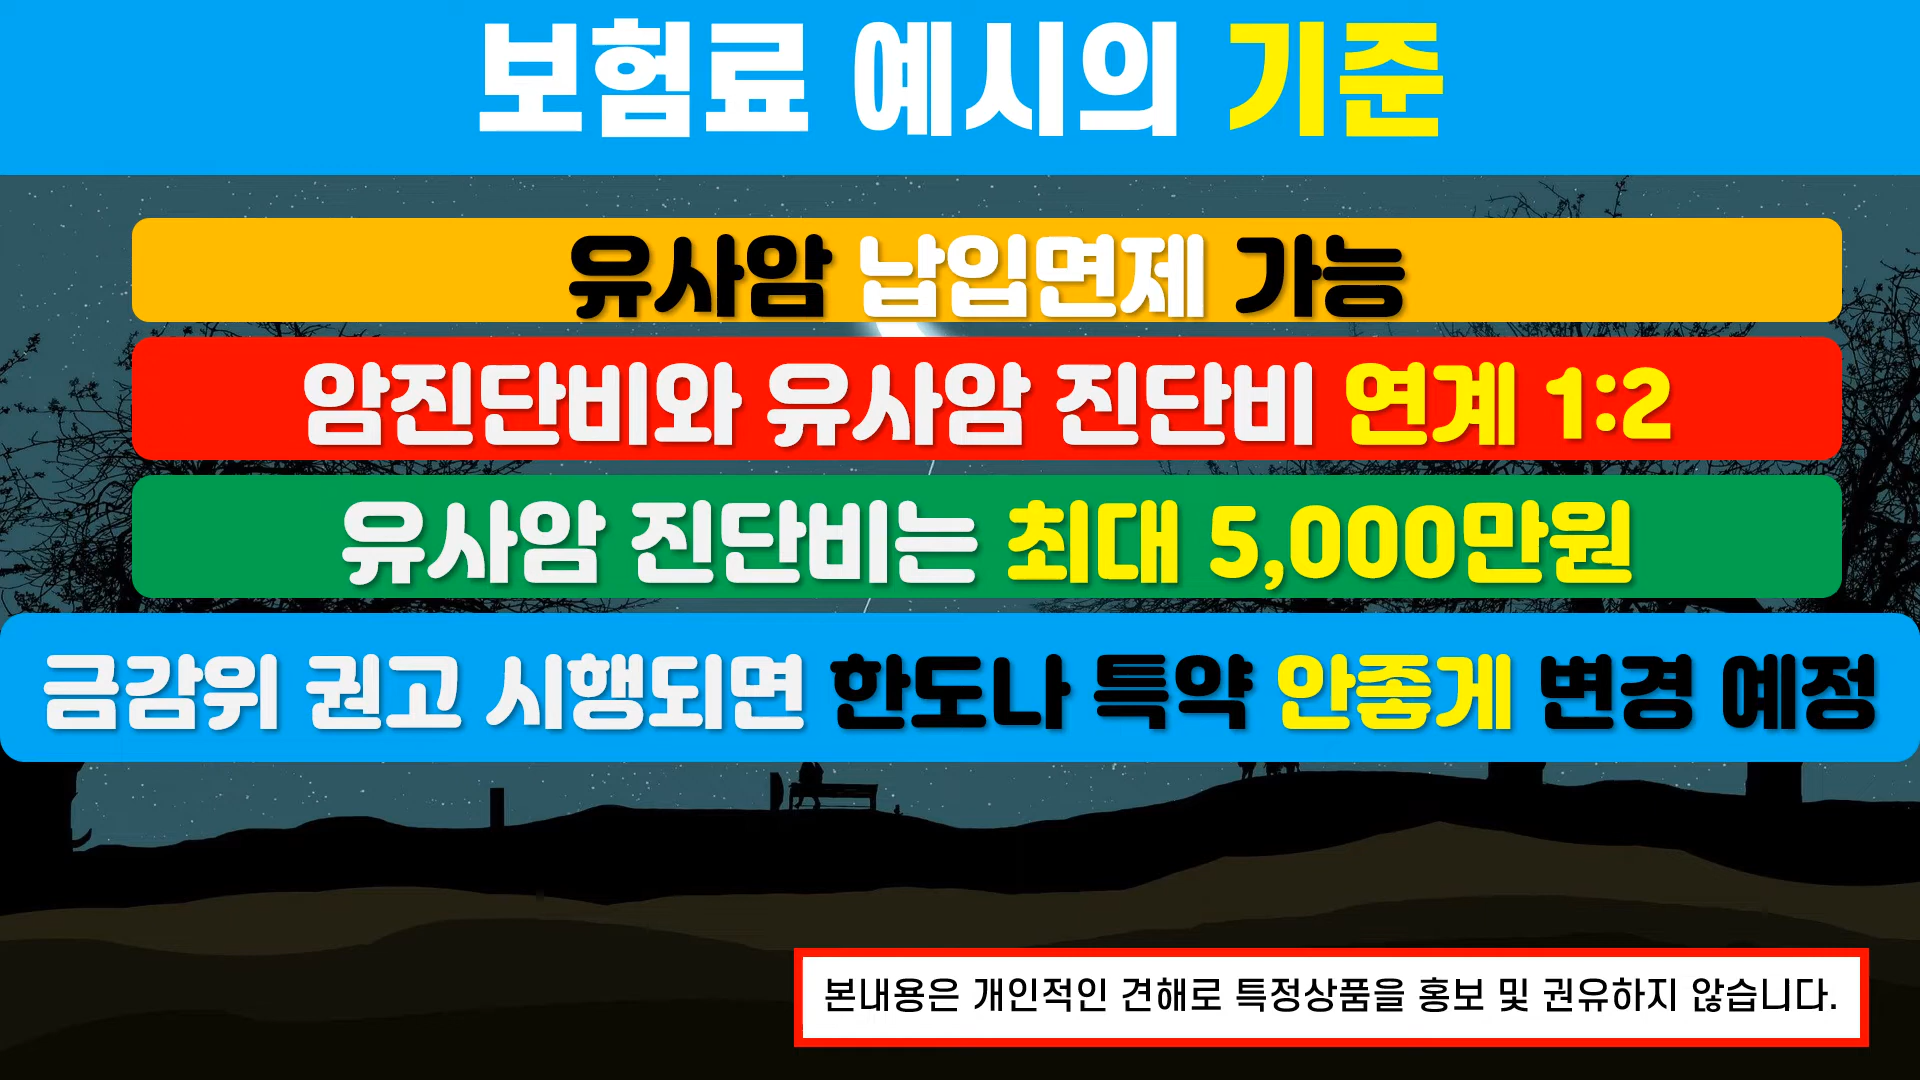 보험료 예시의 기준
유사암 납입면제 가능
암진단비와 유사암 진단비 연계 1:2
유사암 진단비는 최대 5,000만원
금감위 권고 시행되면 한도나 특약 안좋게 변경 예정
본내용은 개인적인 견해로 특정상품을 홍보 및 권유하지 않습니다.